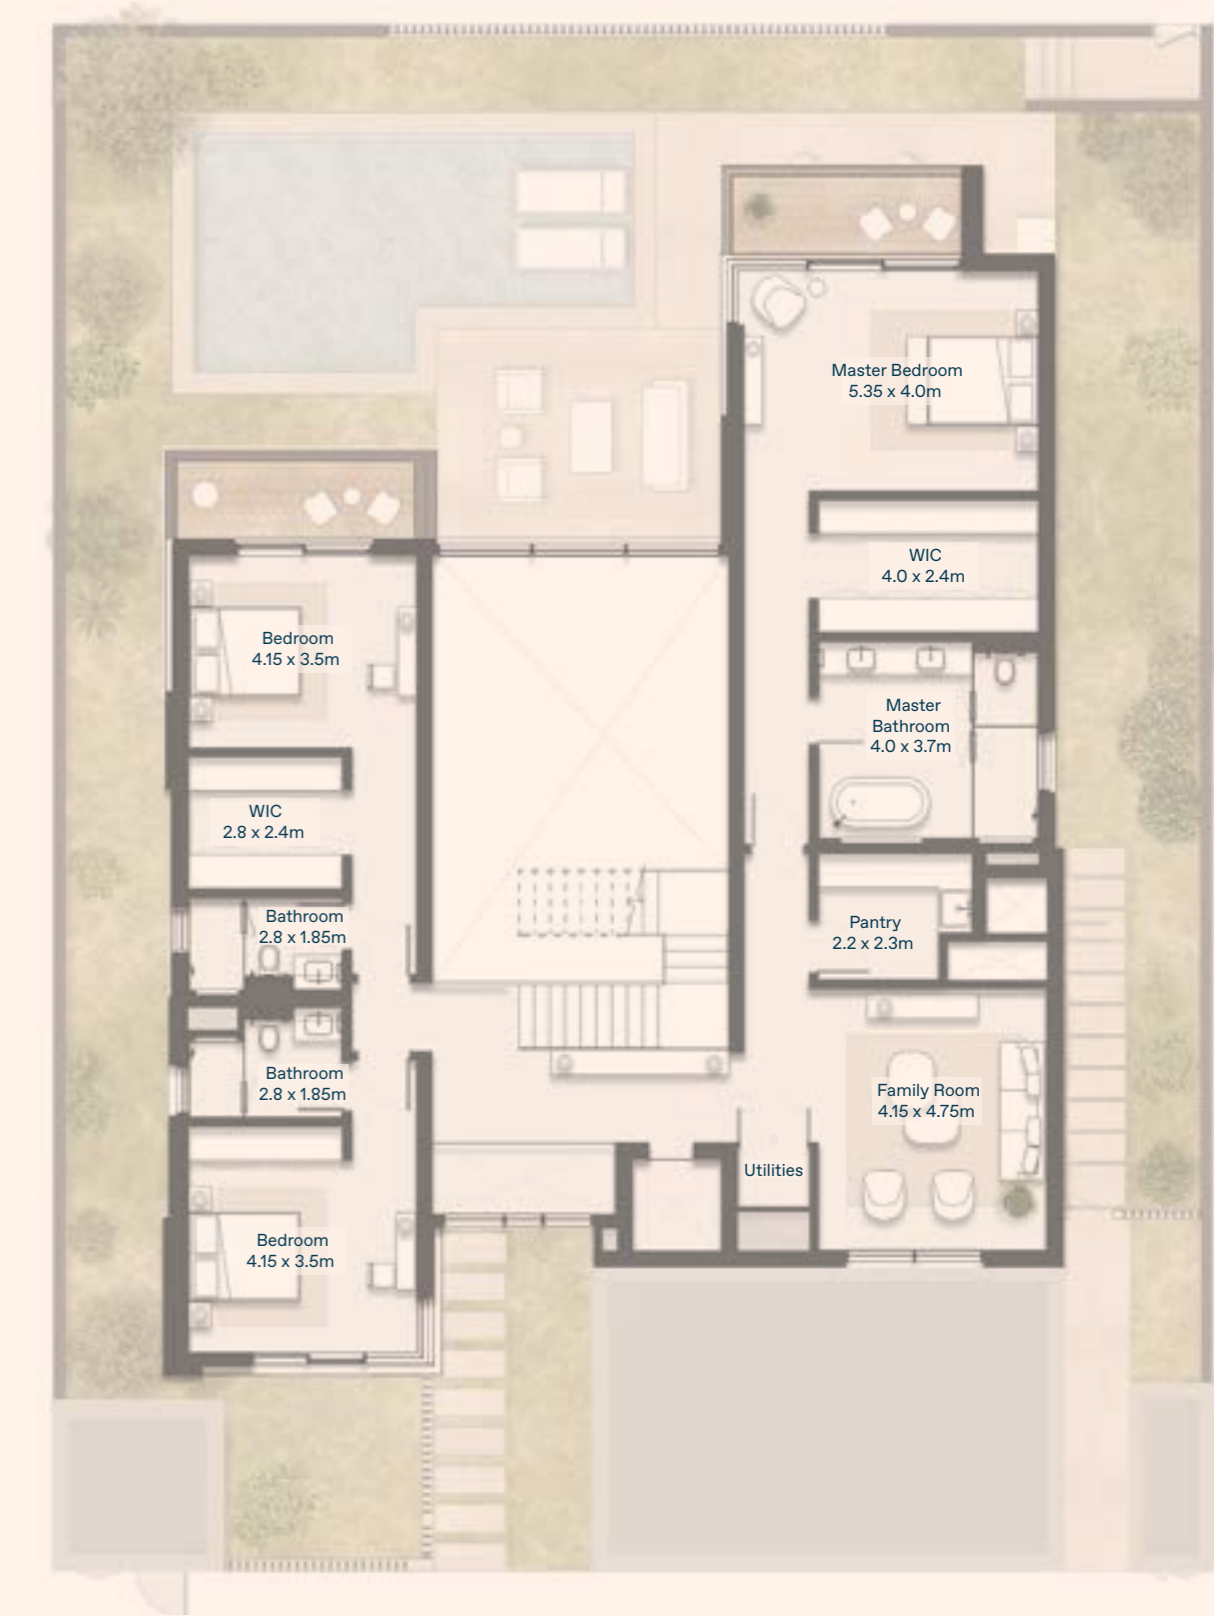 Master Bedroom
5.35 x 4.0m
WIC
4.0 x 2.4m
Bedroom
4.15 x 3.5m
Master
Bathroom
4.0 x 3.7m
WIC
2.8 x 2.4m
Bathroom
2.8 x 1.85m
Pantry
2.2 x 2.3m
Bathroom
2.8 x 1.85m
Family Room
4.15 x 4.75m
Utilities
Bedroom
4.15 x 3.5m